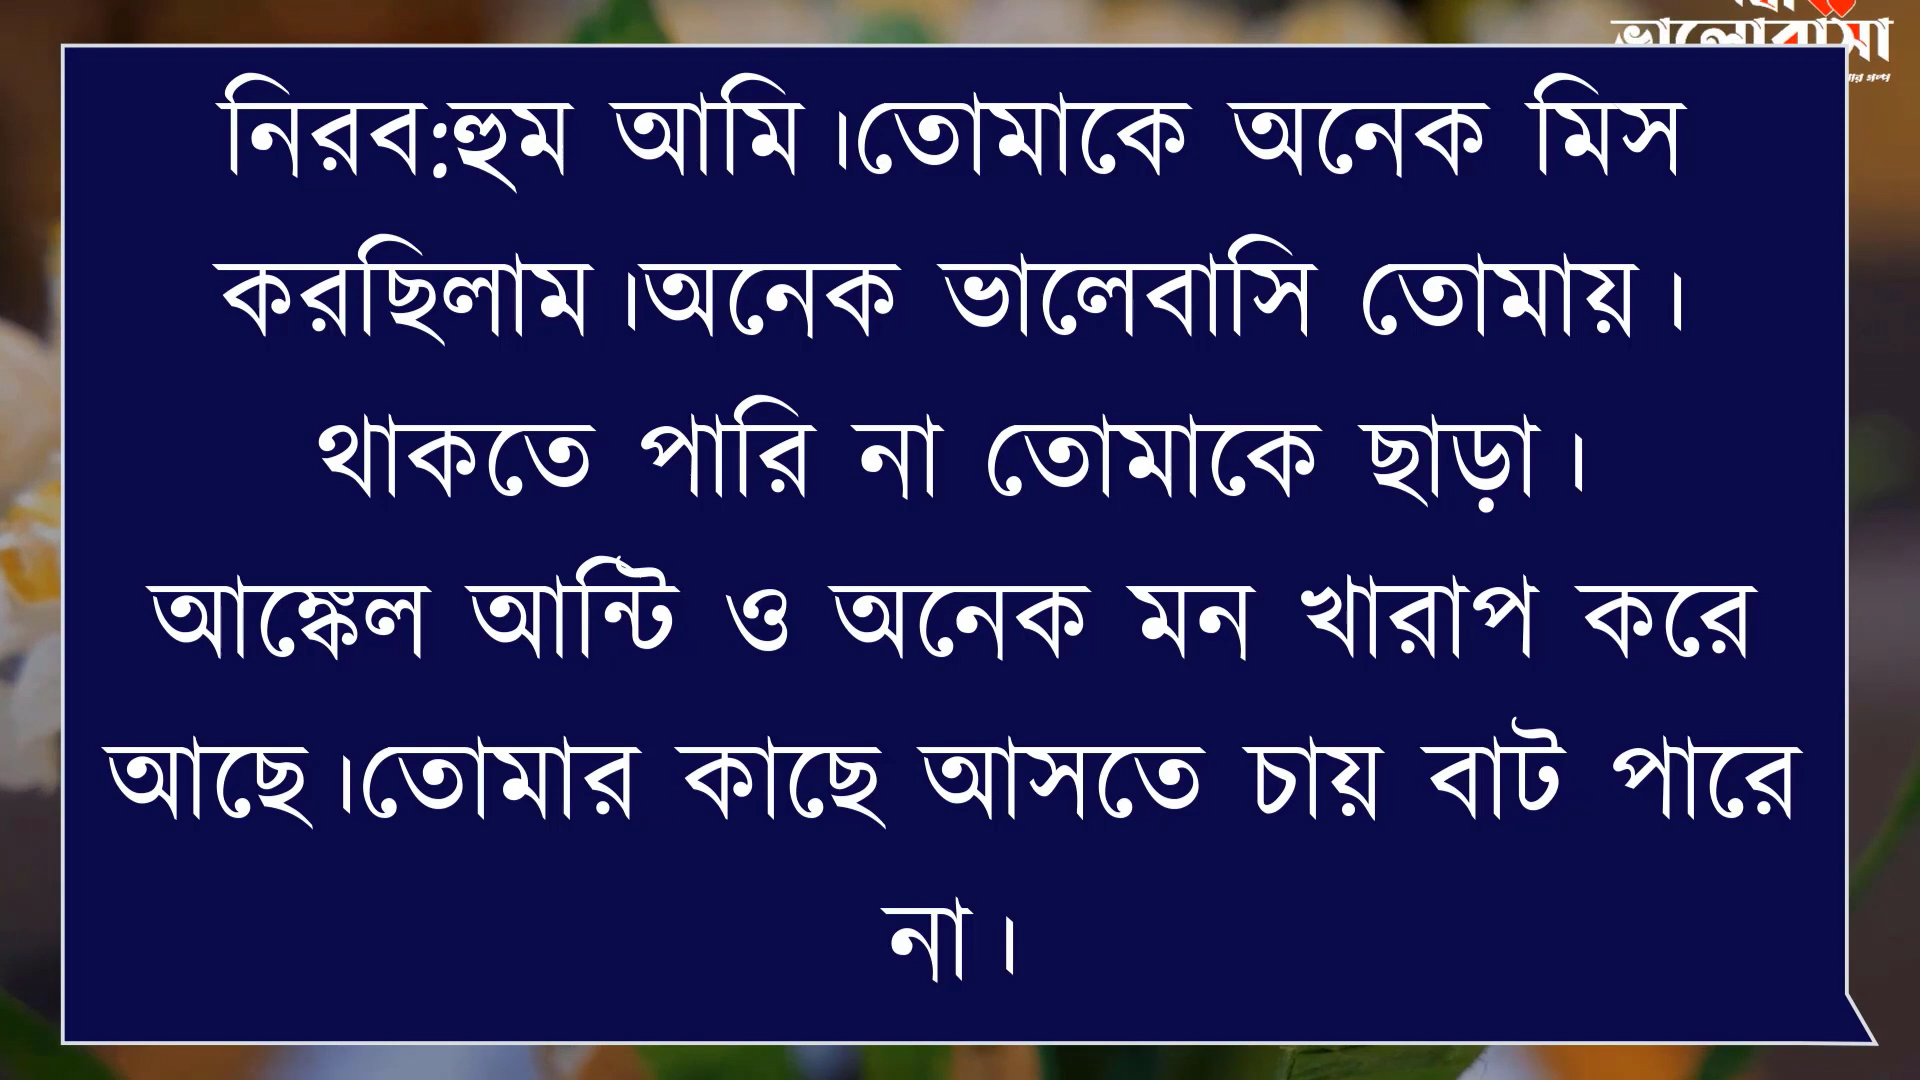 ভালোবাসা
নিরব:হুম আমি।তোমাকে অনেক মিস
করছিলাম।অনেক ভালেবাসি তোমায়।
থাকতে পারি না তোমাকে ছাড়া।
আঙ্কেল আন্টি ও অনেক মন খারাপ করে
আছে।তোমার কাছে আসতে চায় বাট পারে
না।